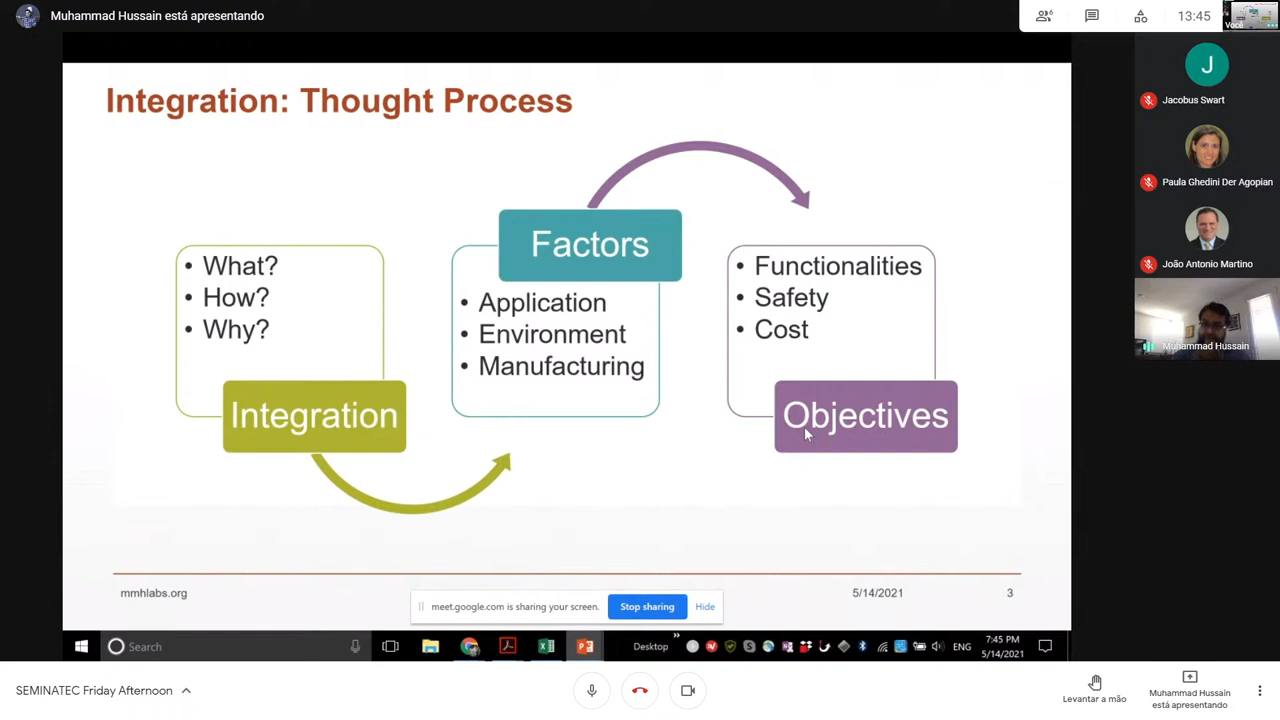 Muhammad Hussain está apresentando
6
13:45
Você
Integration: Thought Process
• What?
• How?
• Why?
Integration
Factors
• Application
• Environment
• Manufacturing
• Functionalities
• Safety
• Cost
Objectives
mmhlabs.org
5/14/2021
3
meet.google.com is sharing your screen.
Stop sharing
Hide
Search
Desktop
ENG
7:45 PM
5/14/2021
J
Jacobus Swart
Paula Ghedini Der Agopian
João Antonio Martino
Muhammad Hussain
SEMINATEC Friday Afternoon
Levantar a mão
Muhammad Hussain
está apresentando